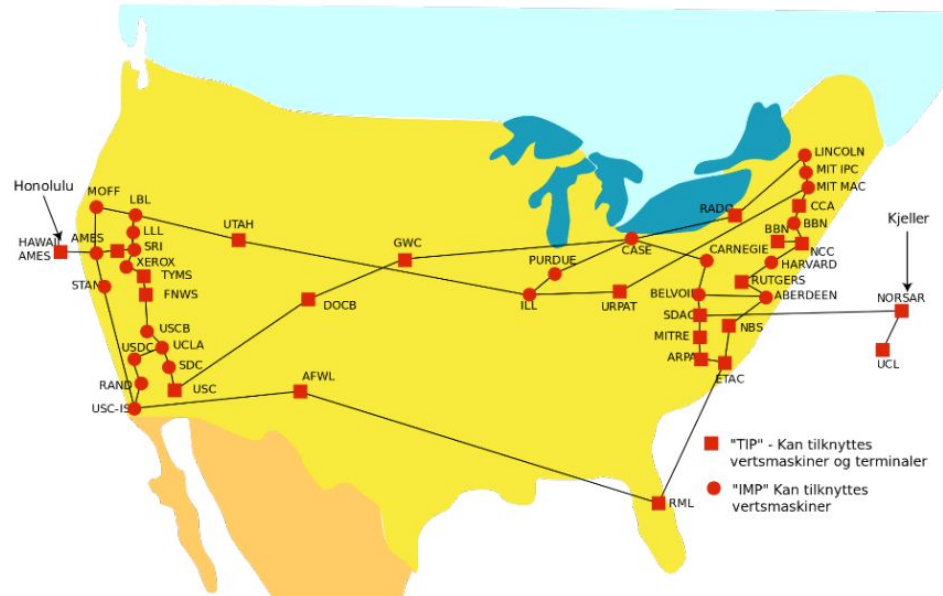 LINCOLN
MIT IPC
MIT MAC
CCA
BBN
BBN
NCC
HARVARD
RUTGERS
ABERDEEN
Honolulu
MOFF
LBL
LLL
SRI
XEROX
TYMS
FNWS
HAWAII
AMES
AMES
STAN
UTAH
GWC
DOCB
PURDUE
ILL
URPAT
CASE
RADC
CARNEGIE
BELVOIR
SDAC
MITRE
ARPA
ETAC
NBS
Kjeller
NORSAR
UCL
USCB
UCLA
USDC
SDC
RAND
USC
USC-IS
AFWL
RML
"TIP" - Kan tilknyttes
vertsmaskiner og terminaler
"IMP" Kan tilknyttes
vertsmaskiner